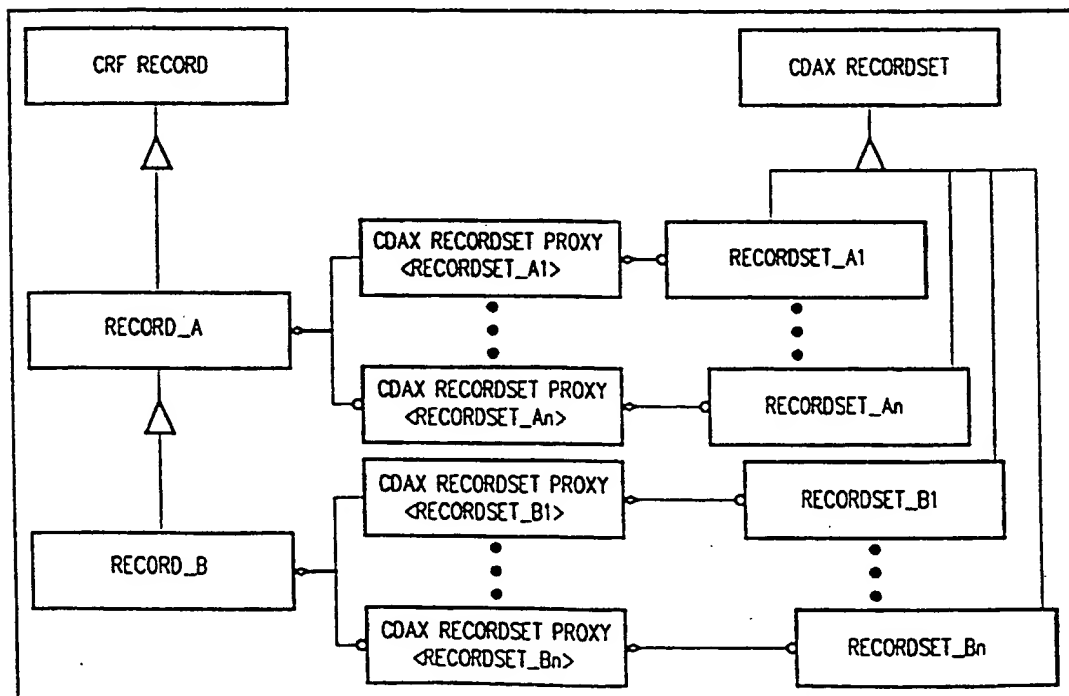 CRF RECORD
CDAX RECORDSET
CDAX RECORDSET PROXY
<RECORDSET_A1>
RECORDSET_A1
RECORD_A
CDAX RECORDSET PROXY
<RECORDSET_An>
RECORDSET_An
CDAX RECORDSET PROXY
<RECORDSET_B1>
RECORDSET_B1
RECORD_B
CDAX RECORDSET PROXY
<RECORDSET_Bn>
RECORDSET_Bn